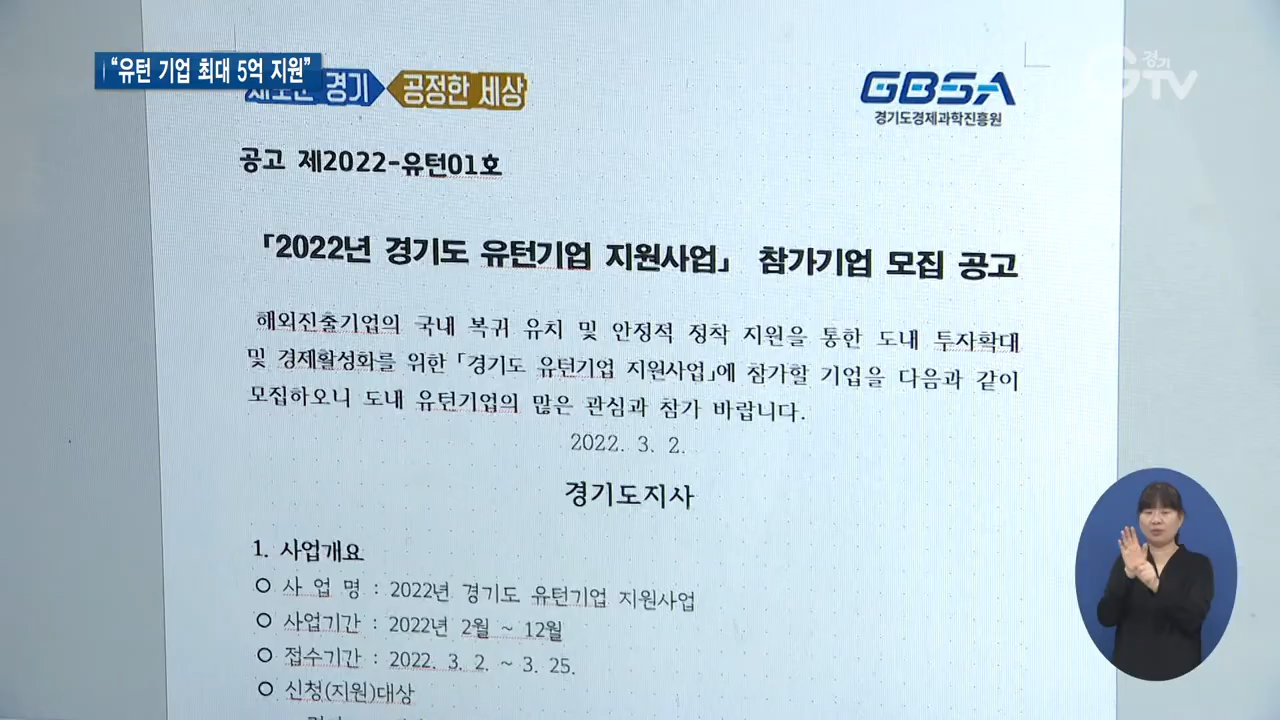 “유턴 기업 최대 5억 지원”
경기
GTV
경기
공정한 세상
GBSA
경기도경제과학진흥원
공고 제2022-유턴01호
「2022년 경기도 유턴기업 지원사업」 참가기업 모집 공고
해외진출기업의 국내 복귀 유치 및 안정적 정착 지원을 통한 도내 투자확대
및 경제활성화를 위한 「경기도 유턴기업 지원사업」에 참가할 기업을 다음과 같이
모집하오니 도내 유턴기업의 많은 관심과 참가 바랍니다.
2022. 3. 2.
경기도지사
1. 사업개요
○ 사 업 명 : 2022년 경기도 유턴기업 지원사업
○ 사업기간 : 2022년 2월 ~ 12월
○ 접수기간 : 2022. 3. 2. ~ 3. 25.
○ 신청(지원)대상